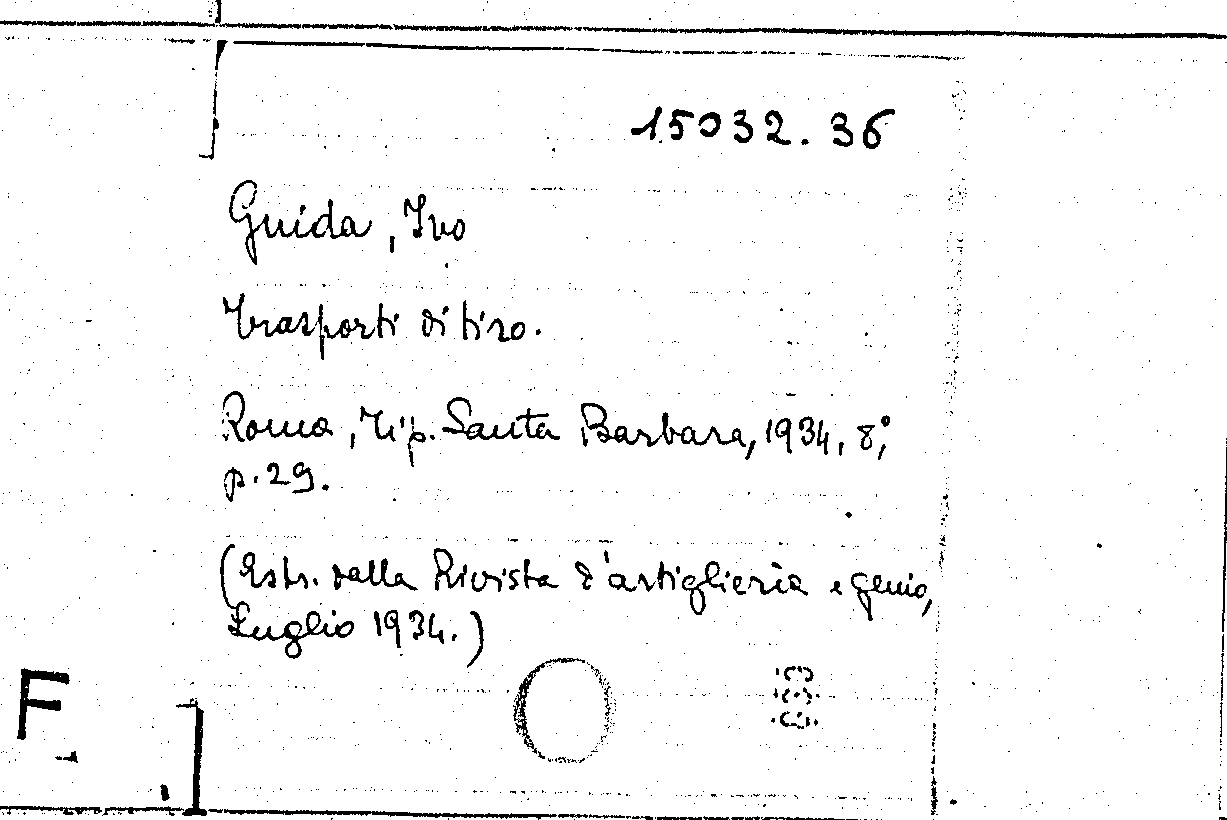 15032.36
Guida, Ivo
Trasporti di tiro.
Roma, Tip. Santa Barbara, 1934, 8°,
p. 29.
(Estr. dalla Rivista d'artiglieria e genio,
Luglio 1934.)
F